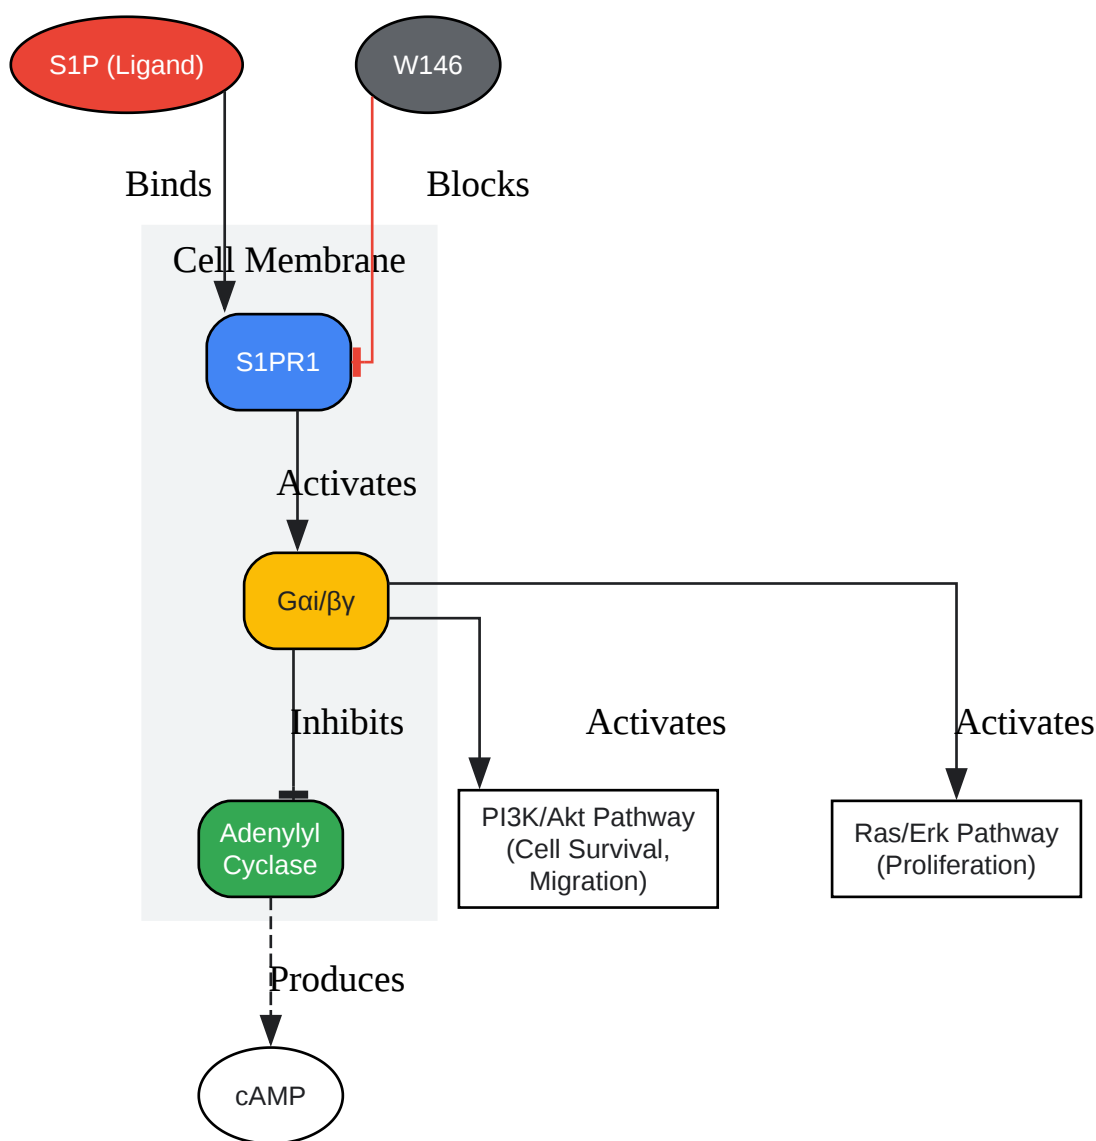 S1P (Ligand)
W146
Binds
Blocks
Cell Membrane
S1PR1
Activates
Gαi/βγ
Inhibits
Activates
Activates
Adenylyl
Cyclase
PI3K/Akt Pathway
(Cell Survival,
Migration)
Ras/Erk Pathway
(Proliferation)
Produces
cAMP